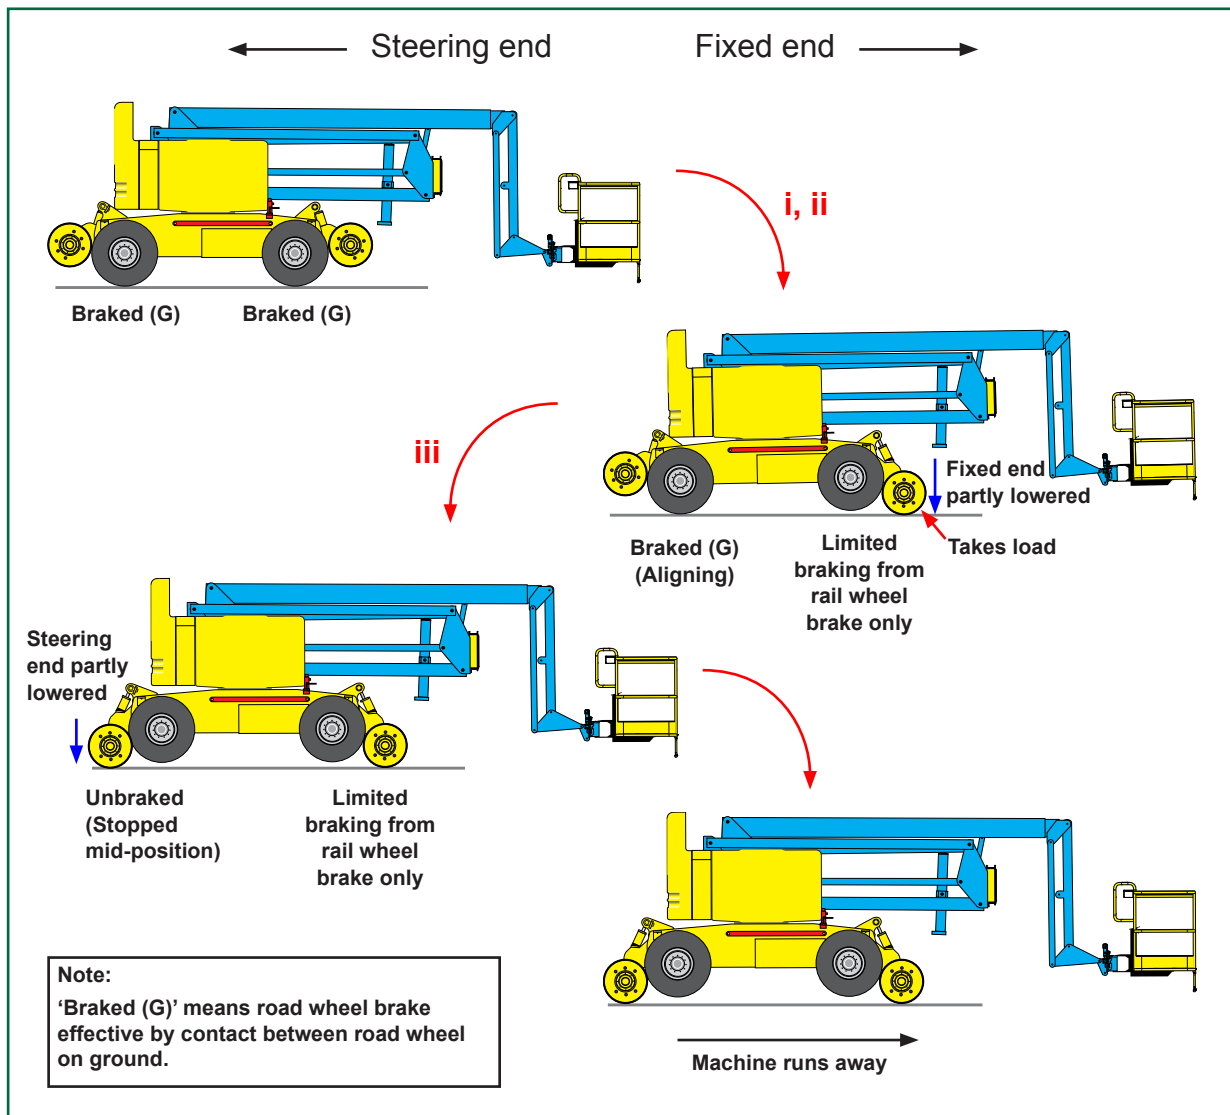 Steering end
Fixed end
i, ii
Braked (G)
Braked (G)
iii
Fixed end
partly lowered
Takes load
Braked (G)
(Aligning)
Limited
braking from
rail wheel
brake only
Steering
end partly
lowered
Unbraked
(Stopped
mid-position)
Limited
braking from
rail wheel
brake only
Note:
‘Braked (G)’ means road wheel brake
effective by contact between road wheel
on ground.
Machine runs away